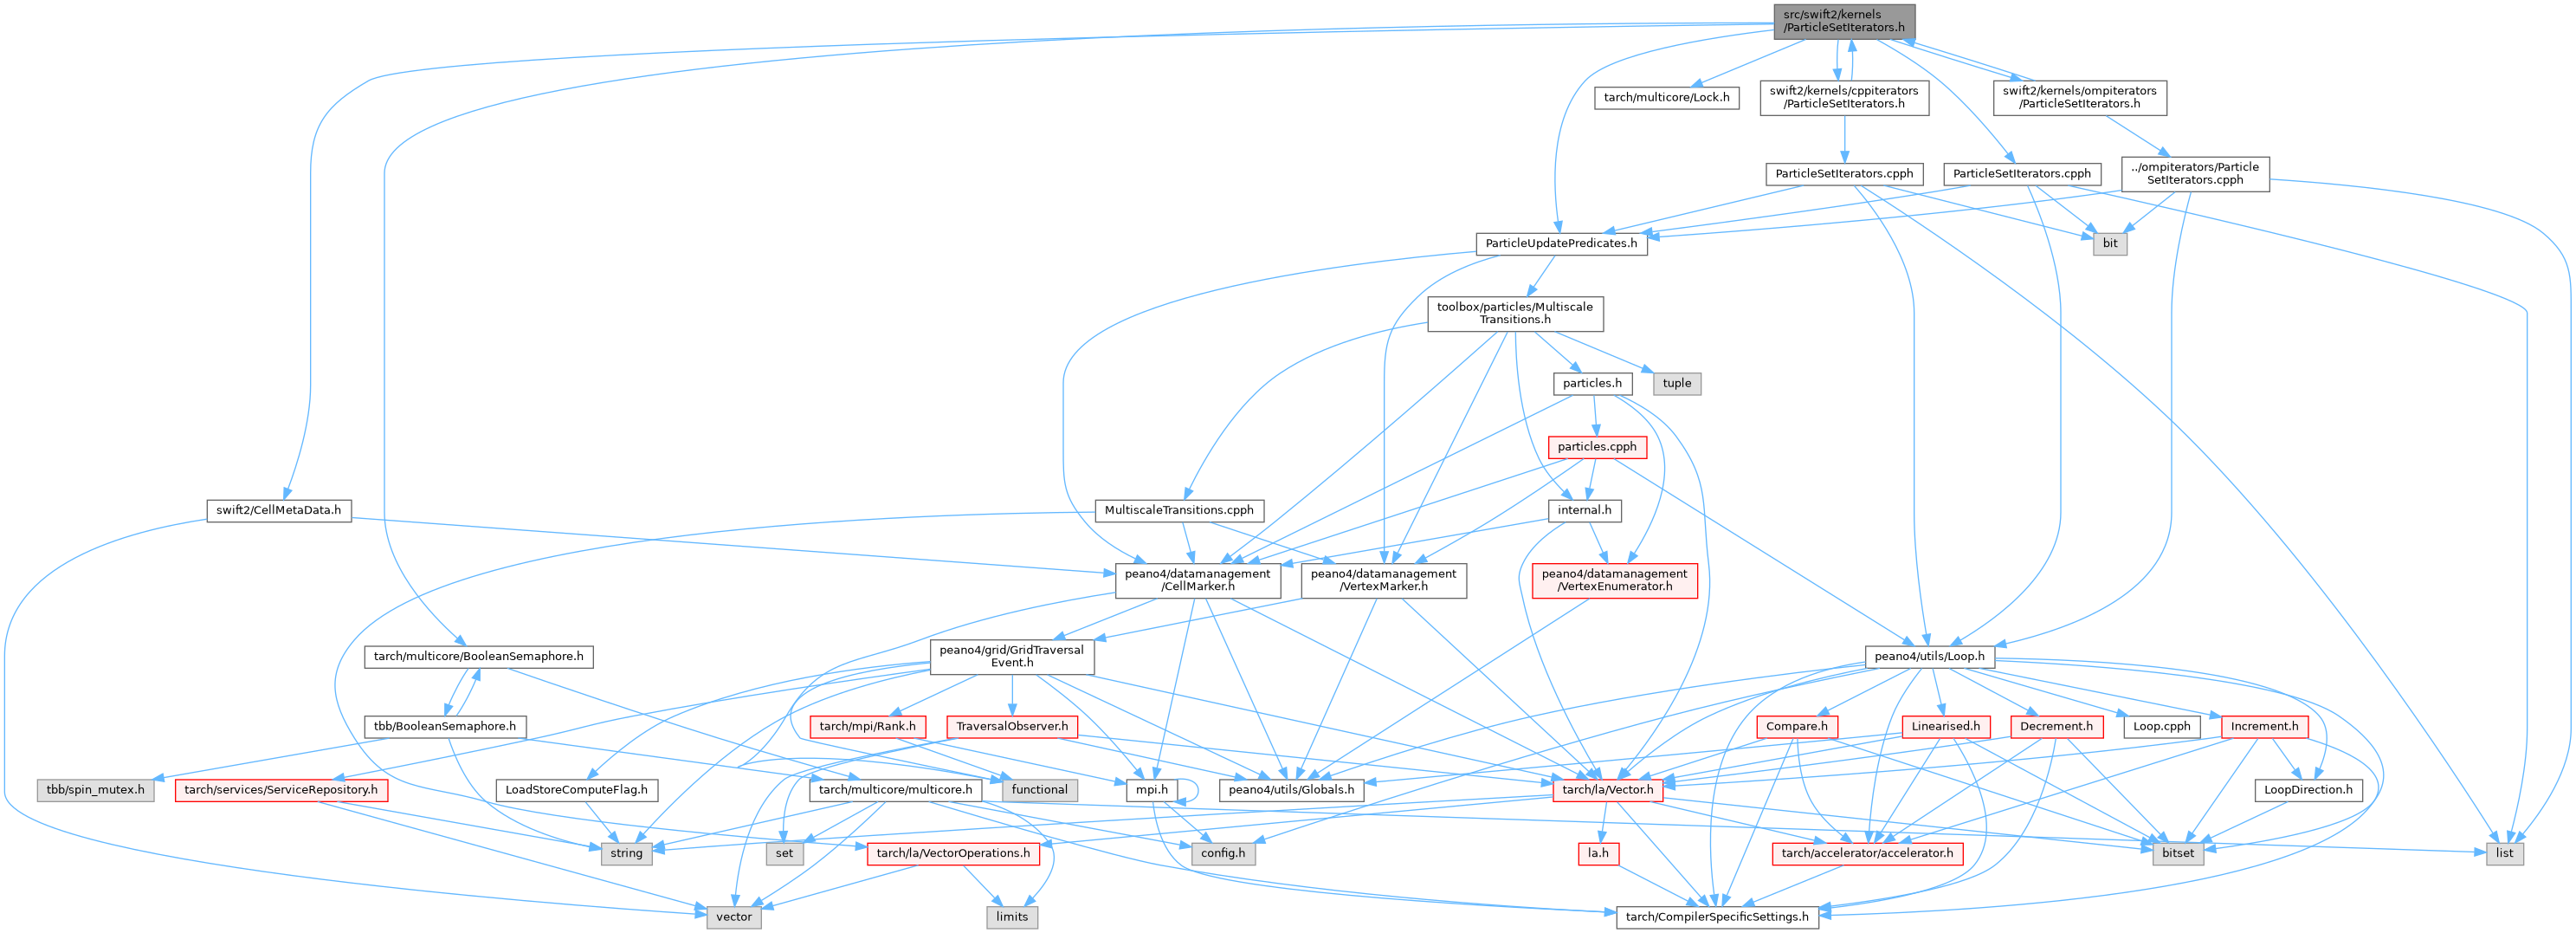 src/swift2/kernels
/ParticleSetIterators.h
tarch/multicore/Lock.h
swift2/kernels/cppiterators
/ParticleSetIterators.h
swift2/kernels/ompiterators
/ParticleSetIterators.h
ParticleSetIterators.cpph
ParticleSetIterators.cpph
../ompiterators/Particle
SetIterators.cpph
ParticleUpdatePredicates.h
bit
toolbox/particles/Multiscale
Transitions.h
particles.h
tuple
particles.cpph
swift2/CellMetaData.h
MultiscaleTransitions.cpph
internal.h
peano4/datamanagement
/CellMarker.h
peano4/datamanagement
/VertexMarker.h
peano4/datamanagement
/VertexEnumerator.h
tarch/multicore/BooleanSemaphore.h
peano4/grid/GridTraversal
Event.h
peano4/utils/Loop.h
tbb/BooleanSemaphore.h
tarch/mpi/Rank.h
TraversalObserver.h
Compare.h
Linearised.h
Decrement.h
Loop.cpph
Increment.h
tbb/spin_mutex.h
tarch/services/ServiceRepository.h
LoadStoreComputeFlag.h
tarch/multicore/multicore.h
functional
mpi.h
peano4/utils/Globals.h
tarch/la/Vector.h
LoopDirection.h
string
set
tarch/la/VectorOperations.h
config.h
la.h
tarch/accelerator/accelerator.h
bitset
list
vector
limits
tarch/CompilerSpecificSettings.h